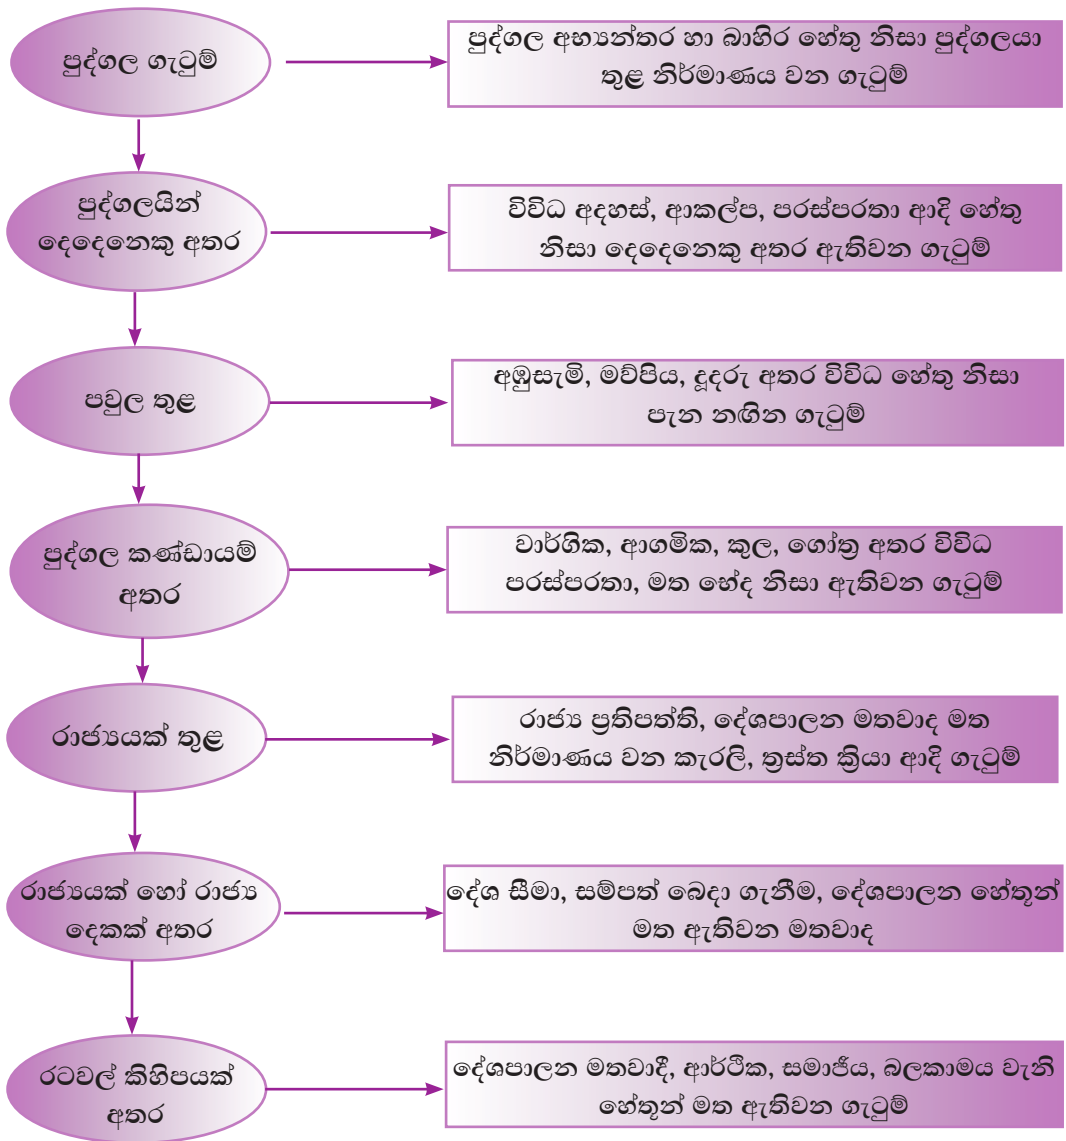 පුද්ගල ගැටුම්
පුද්ගල අභ්‍යන්තර හා බාහිර හේතු නිසා පුද්ගලයා
තුළ නිර්මාණය වන ගැටුම්
පුද්ගලයින්
දෙදෙනෙකු අතර
විවිධ අදහස්, ආකල්ප, පරස්පරතා ආදි හේතු
නිසා දෙදෙනෙකු අතර ඇතිවන ගැටුම්
පවුල තුළ
අඹුසැමි, මව්පිය, දූදරු අතර විවිධ හේතු නිසා
පැන නඟින ගැටුම්
පුද්ගල කණ්ඩායම්
අතර
වාර්ගික, ආගමික, කුල, ගෝත්‍ර අතර විවිධ
පරස්පරතා, මත භේද නිසා ඇතිවන ගැටුම්
රාජ්‍යයක් තුළ
රාජ්‍ය ප්‍රතිපත්ති, දේශපාලන මතවාද මත
නිර්මාණය වන කැරලි, ත්‍රස්ත ක්‍රියා ආදි ගැටුම්
රාජ්‍යයක් හෝ රාජ්‍ය
දෙකක් අතර
දේශ සීමා, සම්පත් බෙදා ගැනීම, දේශපාලන හේතූන්
මත ඇතිවන මතවාද
රටවල් කිහිපයක්
අතර
දේශපාලන මතවාදී, ආර්ථික, සමාජීය, බලකාමය වැනි
හේතූන් මත ඇතිවන ගැටුම්